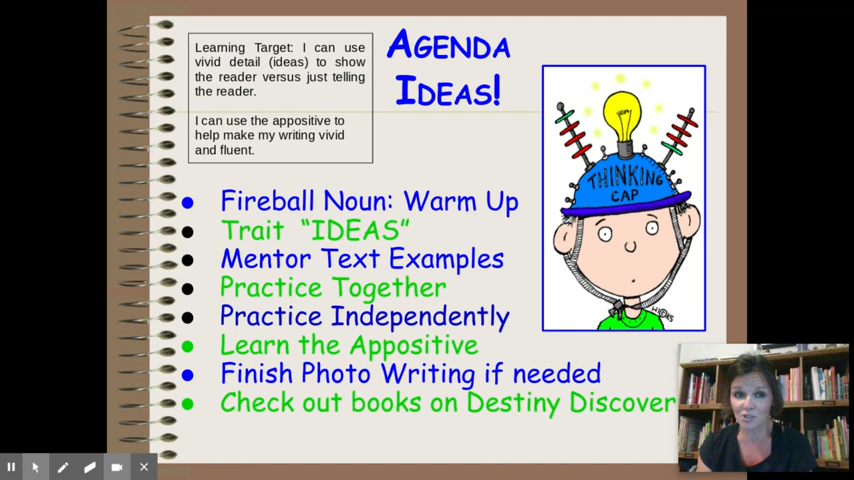 Learning Target: I can use
vivid detail (ideas) to show
the reader versus just telling
the reader.
I can use the appositive to
help make my writing vivid
and fluent.
AGENDA
IDEAS!
THINKING
CAP
HICKS
Fireball Noun: Warm Up
Trait "IDEAS"
Mentor Text Examples
Practice Together
Practice Independently
Learn the Appositive
Finish Photo Writing if needed
Check out books on Destiny Discover